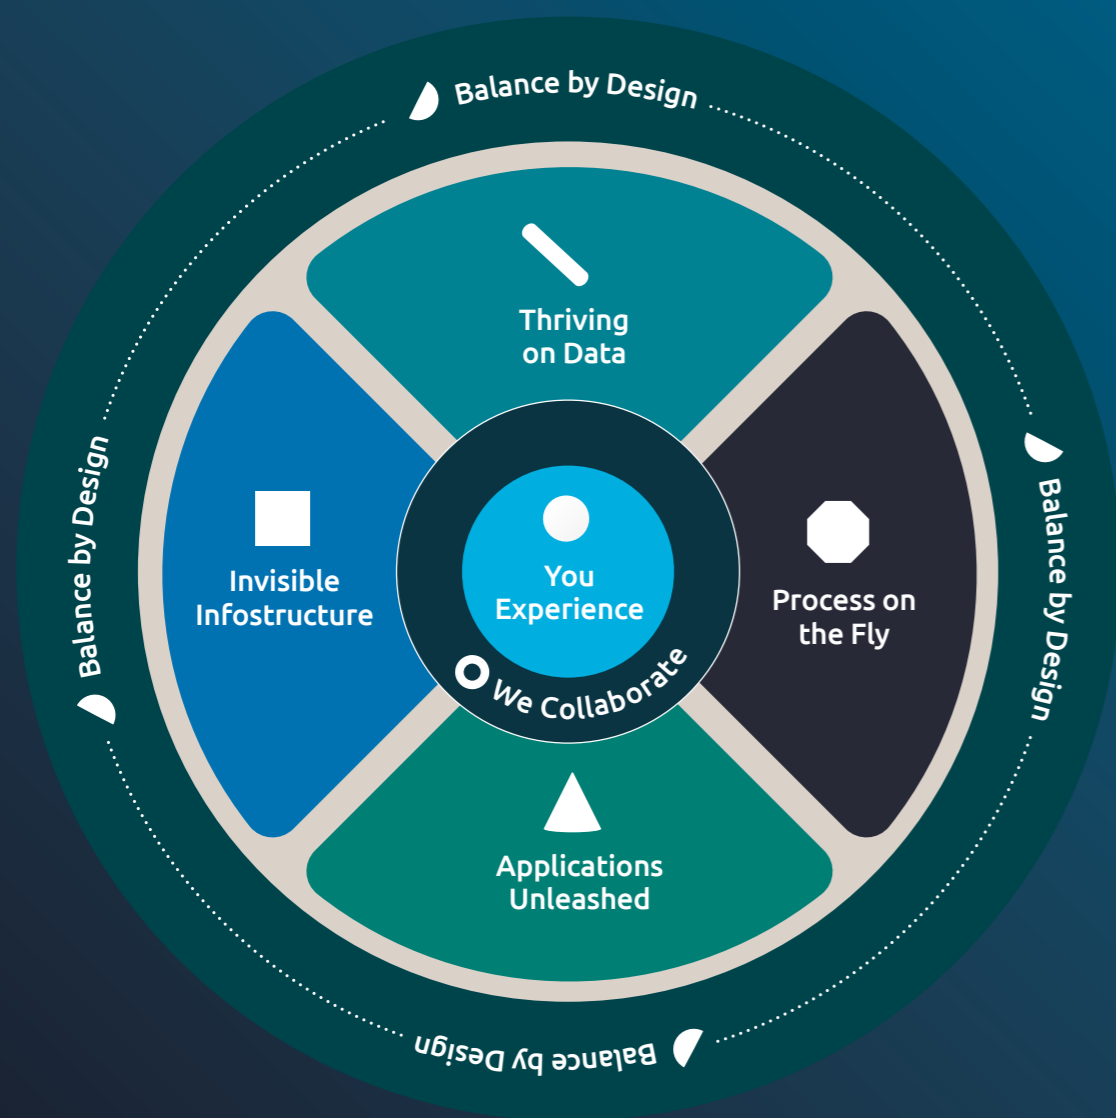 Balance by Design
Thriving
on Data
Balance by Design
Invisible
Infostructure
You
Experience
We Collaborate
Process on
the Fly
Balance by Design
Applications
Unleashed
Balance by Design